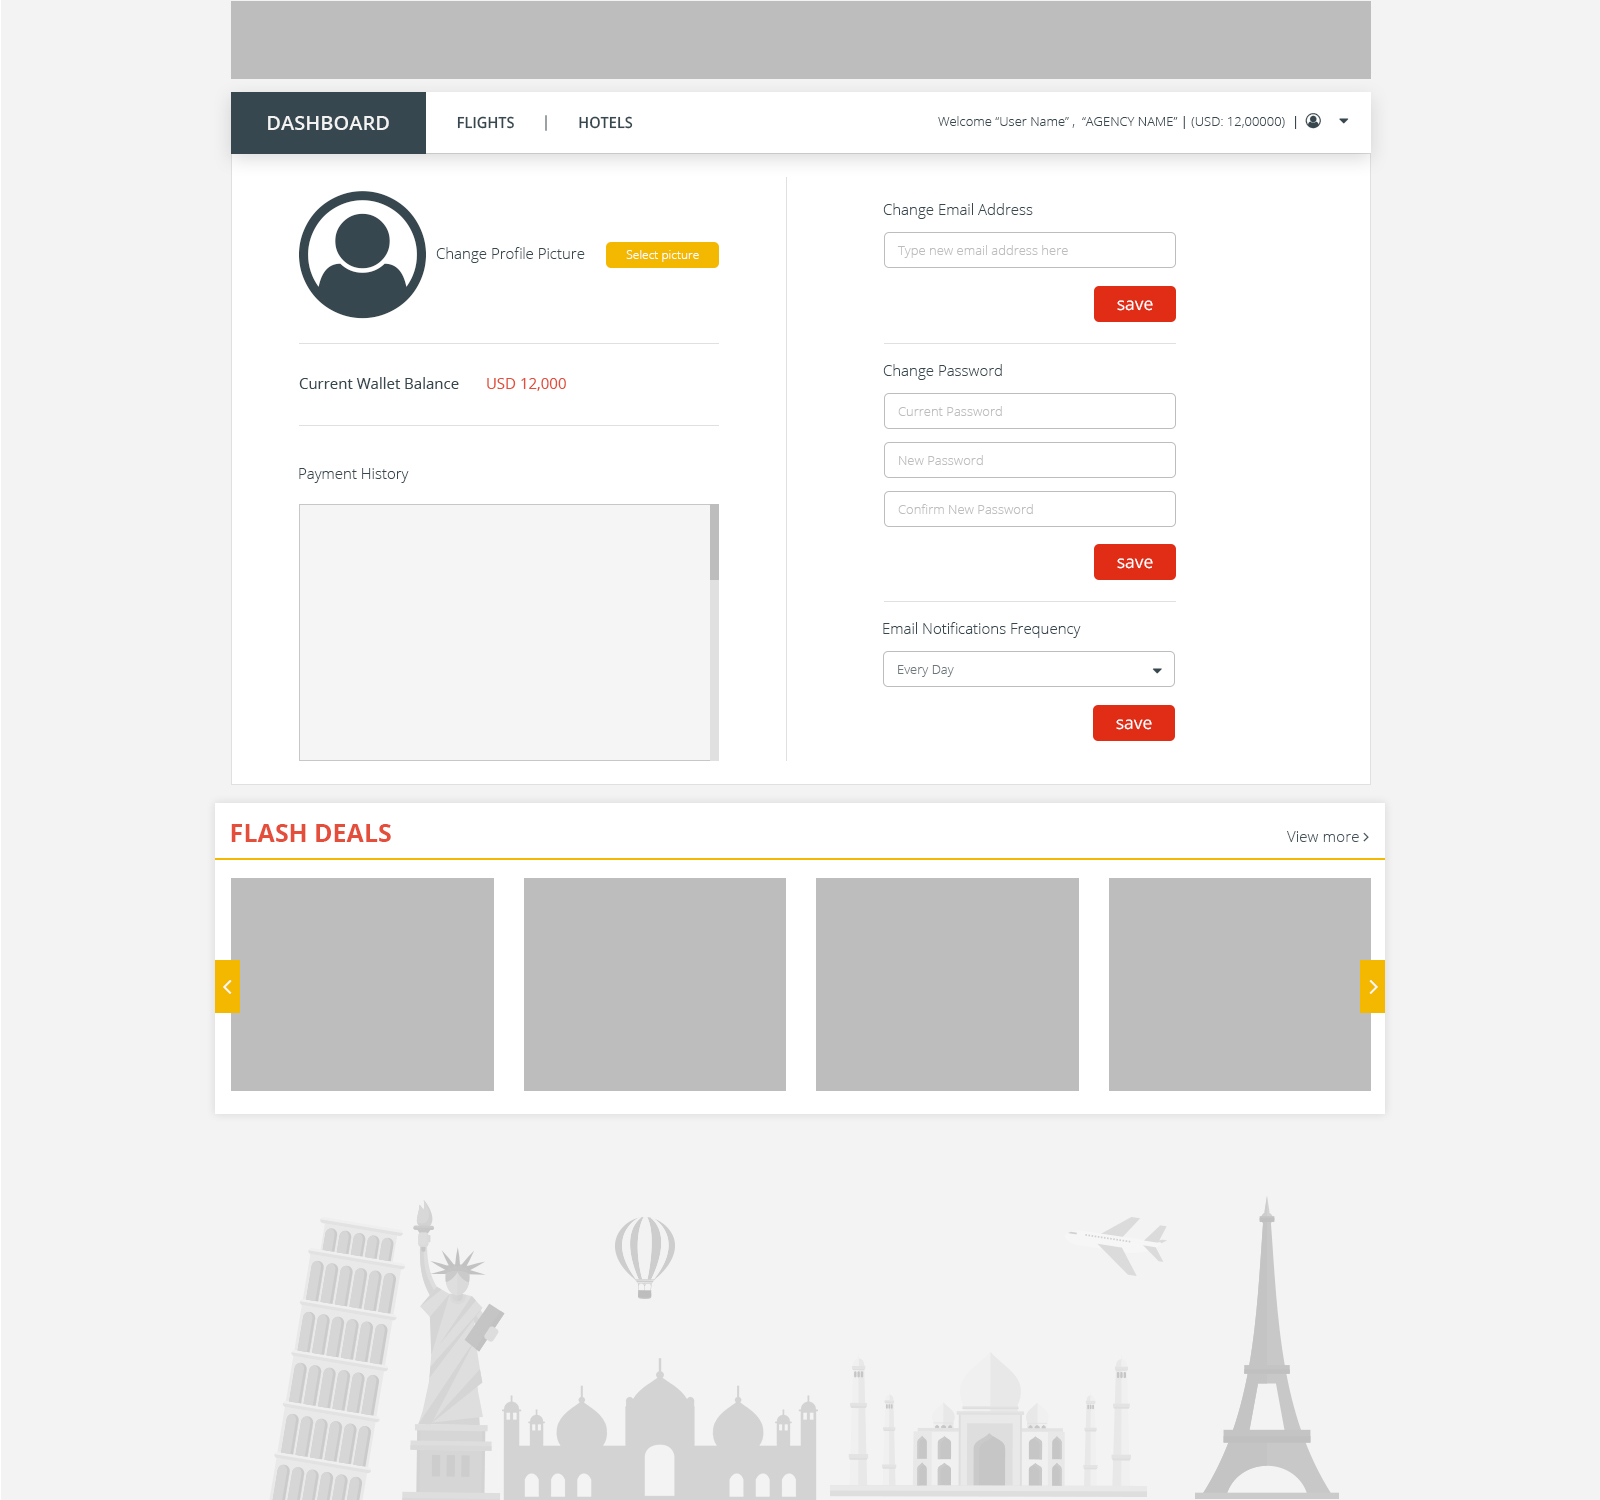 DASHBOARD
FLIGHTS | HOTELS
Welcome “User Name” , “AGENCY NAME” | (USD: 12,00000) |
Change Profile Picture
Select picture
Current Wallet Balance USD 12,000
Payment History
Change Email Address
Type new email address here
save
Change Password
Current Password
New Password
Confirm New Password
save
Email Notifications Frequency
Every Day
save
FLASH DEALS
View more